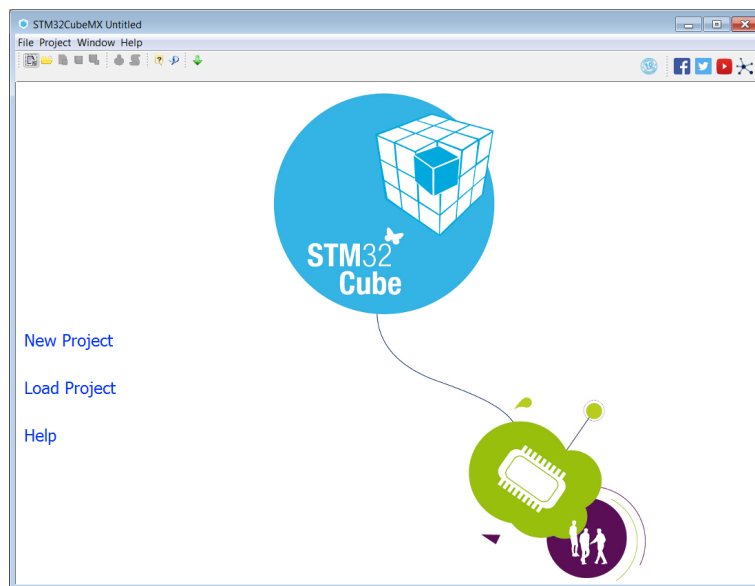 STM32CubeMX Untitled
File Project Window Help
STM32
Cube
New Project
Load Project
Help